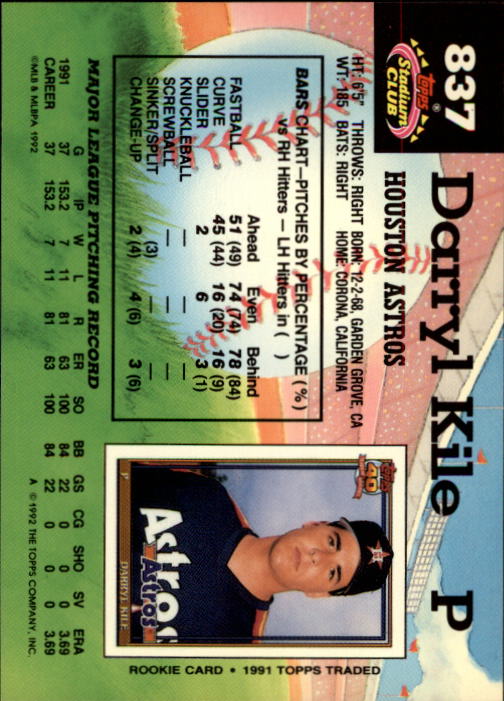 837
TOPPS
Stadium
CLUB
Darryl Kile P
HOUSTON ASTROS
HT: 6'5" THROWS: RIGHT BORN: 12-2-68, GARDEN GROVE, CA
WT: 185 BATS: RIGHT HOME: CORONA, CALIFORNIA
BARS CHART—PITCHES BY PERCENTAGE (%)
vs RH Hitters — LH Hitters in ( )
Ahead Even Behind
FASTBALL 51 (49) 74 (74) 78 (84)
CURVE 45 (44) 16 (20) 16 (9)
SLIDER 2 6 3 (1)
KNUCKLEBALL — — —
SCREWBALL — — —
SINKER/SPLIT (3) — —
CHANGE-UP 2 (4) 4 (6) 3 (6)
MAJOR LEAGUE PITCHING RECORD
G IP W L R ER SO BB GS CG SHO SV ERA
1991 37 153.2 7 11 81 63 100 84 22 0 0 0 3.69
CAREER 37 153.2 7 11 81 63 100 84 22 0 0 0 3.69
©MLB & MLBPA 1992
A ©1992 THE TOPPS COMPANY, INC.
TOPPS
40
Astros
Astros
P
DARRYL KILE
ROOKIE CARD • 1991 TOPPS TRADED